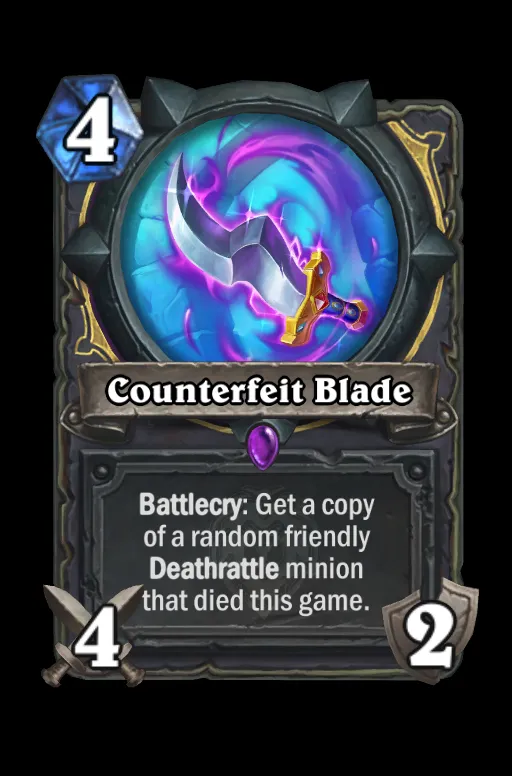 4
Counterfeit Blade
Battlecry: Get a copy
of a random friendly
Deathrattle minion
that died this game.
4
2